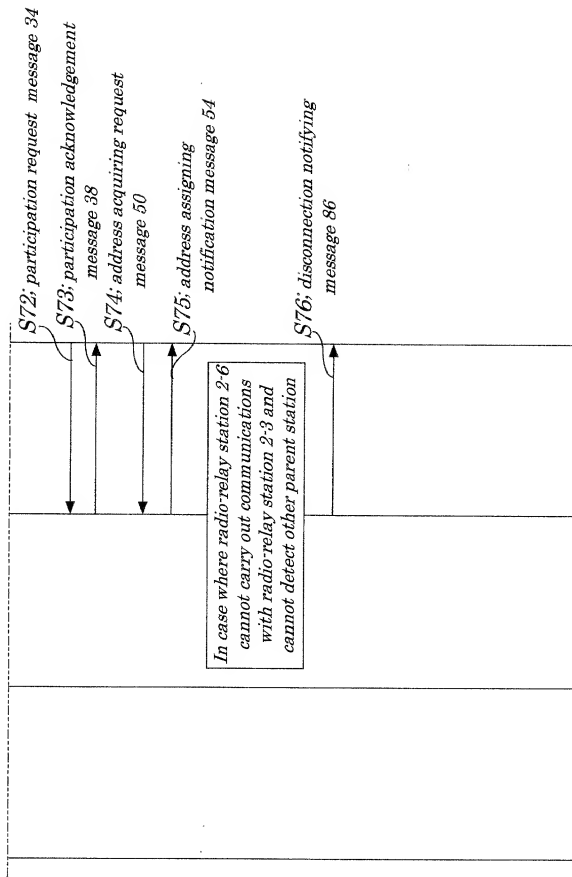 S72; participation request message 34
S73; participation acknowledgement
message 38
S74; address acquiring request
message 50
S75; address assigning
notification message 54
In case where radio-relay station 2-6
cannot carry out communications
with radio-relay station 2-3 and
cannot detect other parent station
S76; disconnection notifying
message 86